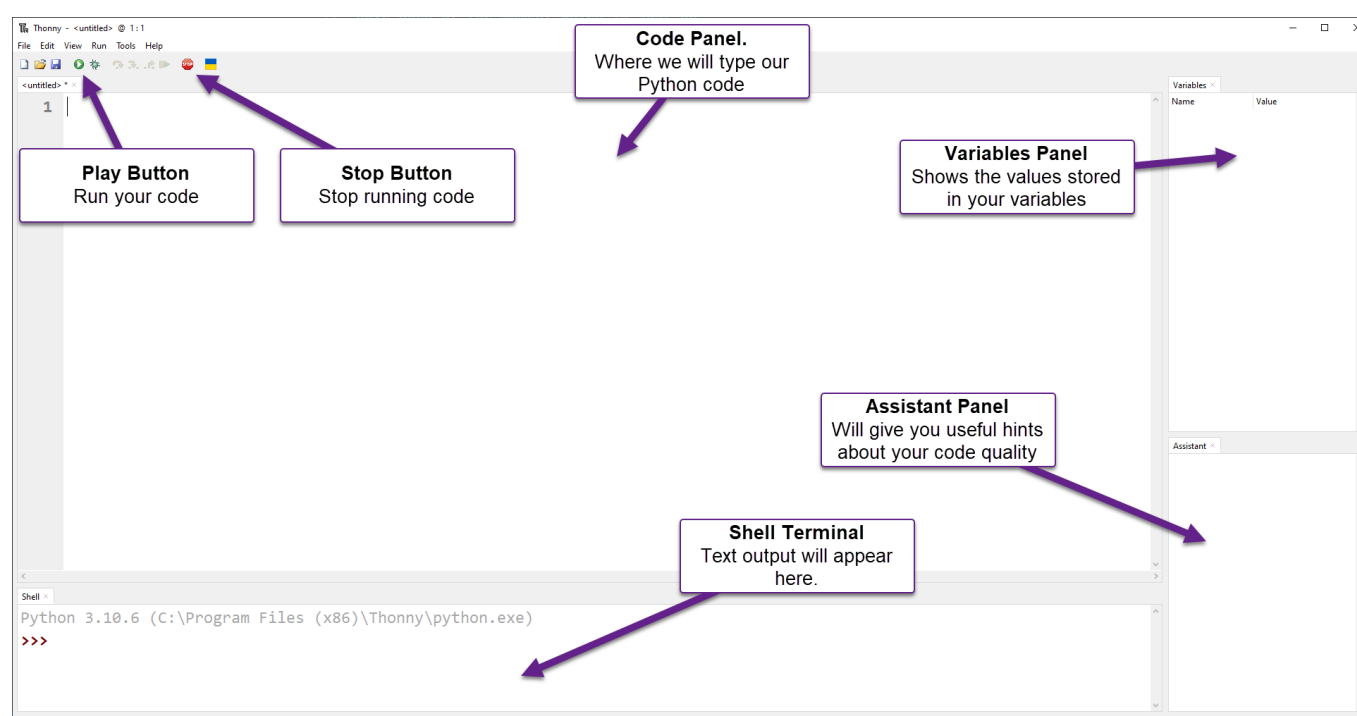 Thonny - <untitled> @ 1:1
File Edit View Run Tools Help
STOP
<untitled> *
1
Code Panel.
Where we will type our
Python code
Play Button
Run your code
Stop Button
Stop running code
Variables
Name Value
Variables Panel
Shows the values stored
in your variables
Assistant Panel
Will give you useful hints
about your code quality
Assistant
Shell Terminal
Text output will appear
here.
Shell
Python 3.10.6 (C:\Program Files (x86)\Thonny\python.exe)
>>>